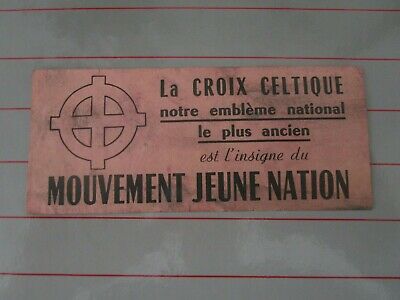 La CROIX CELTIQUE
notre emblème national
le plus ancien
est l'insigne du
MOUVEMENT JEUNE NATION